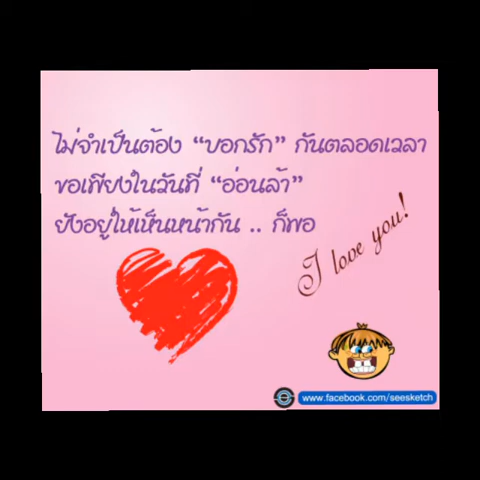 ไม่จำเป็นต้อง “บอกรัก” กันตลอดเวลา
ขอเพียงในวันที่ “อ่อนล้า”
ยังอยู่ให้เห็นหน้ากัน .. ก็พอ
I love you!
www.facebook.com/seesketch